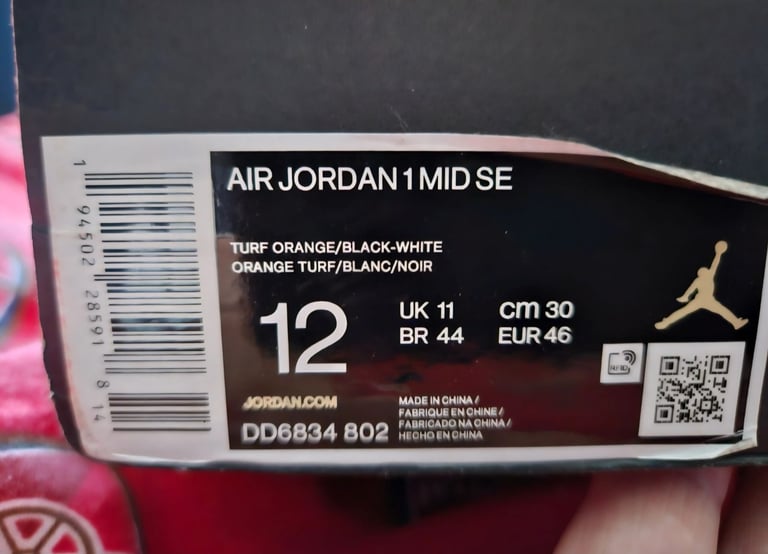 AIR JORDAN 1 MID SE
TURF ORANGE/BLACK-WHITE
ORANGE TURF/BLANC/NOIR
12
UK 11
cm 30
BR 44
EUR 46
RFID
JORDAN.COM
DD6834 802
MADE IN CHINA /
FABRIQUE EN CHINE /
FABRICADO NA CHINA /
HECHO EN CHINA
1 94502 28591 8 14